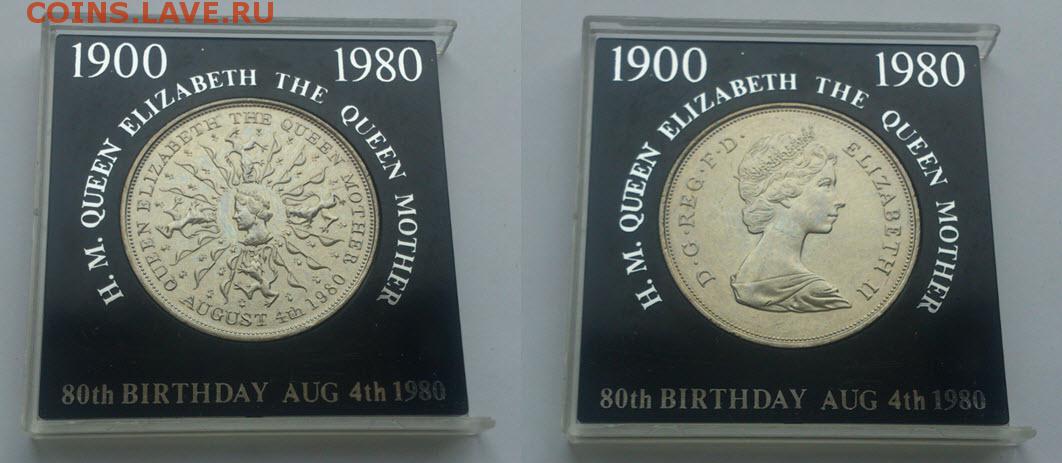 COINS.LAVE.RU
1900 1980
H. M. QUEEN ELIZABETH THE QUEEN MOTHER
QUEEN ELIZABETH THE QUEEN MOTHER
AUGUST 4th 1980
80th BIRTHDAY AUG 4th 1980
1900 1980
H. M. QUEEN ELIZABETH THE QUEEN MOTHER
D·G·REG·F·D· ELIZABETH II
80th BIRTHDAY AUG 4th 1980